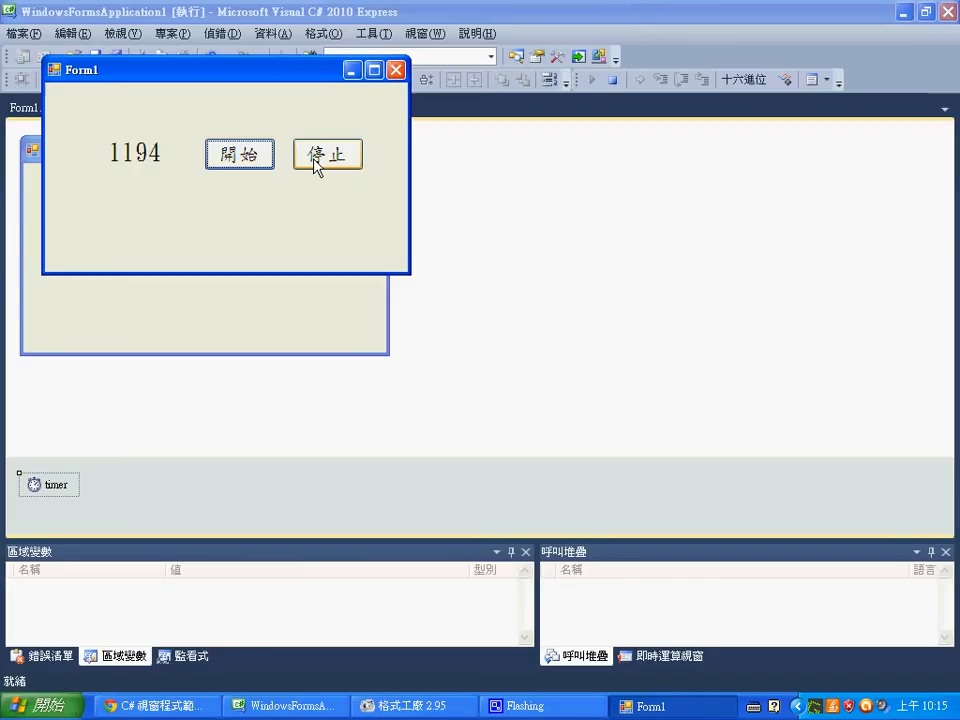 WindowsFormsApplication1 [執行] - Microsoft Visual C# 2010 Express
檔案(F) 編輯(E) 檢視(V) 專案(P) 偵錯(D) 資料(A) 格式(O) 工具(T) 視窗(W) 說明(H)
十六進位
Form1
Form1
1194 開始 停止
timer
區域變數
名稱 值 型別
呼叫堆疊
名稱 語言
錯誤清單 區域變數 監看式
呼叫堆疊 即時運算視窗
就緒
開始 C# 視窗程式範... WindowsFormsA... 格式工廠 2.95 Flashing Form1 上午 10:15